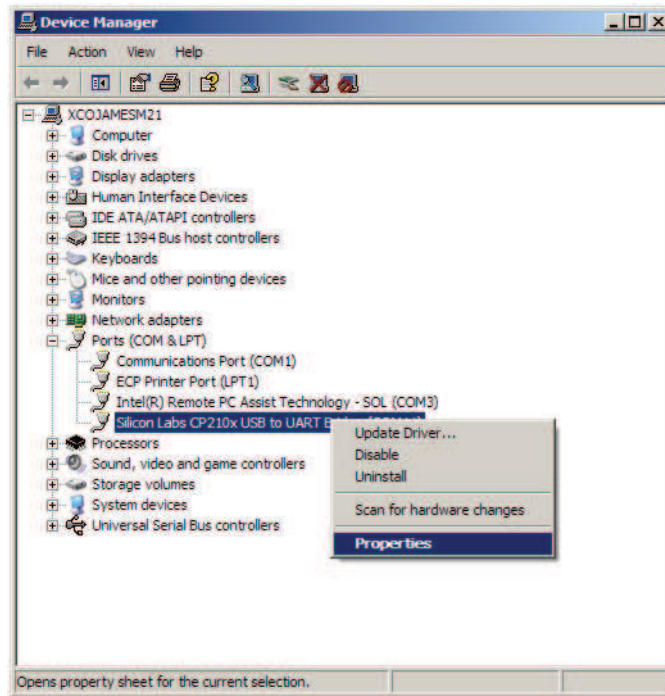 Device Manager
File Action View Help
XCOJAMESM21
Computer
Disk drives
Display adapters
Human Interface Devices
IDE ATA/ATAPI controllers
IEEE 1394 Bus host controllers
Keyboards
Mice and other pointing devices
Monitors
Network adapters
Ports (COM & LPT)
Communications Port (COM1)
ECP Printer Port (LPT1)
Intel(R) Remote PC Assist Technology - SOL (COM3)
Silicon Labs CP210x USB to UART
Processors
Sound, video and game controllers
Storage volumes
System devices
Universal Serial Bus controllers
Update Driver...
Disable
Uninstall
Scan for hardware changes
Properties
Opens property sheet for the current selection.